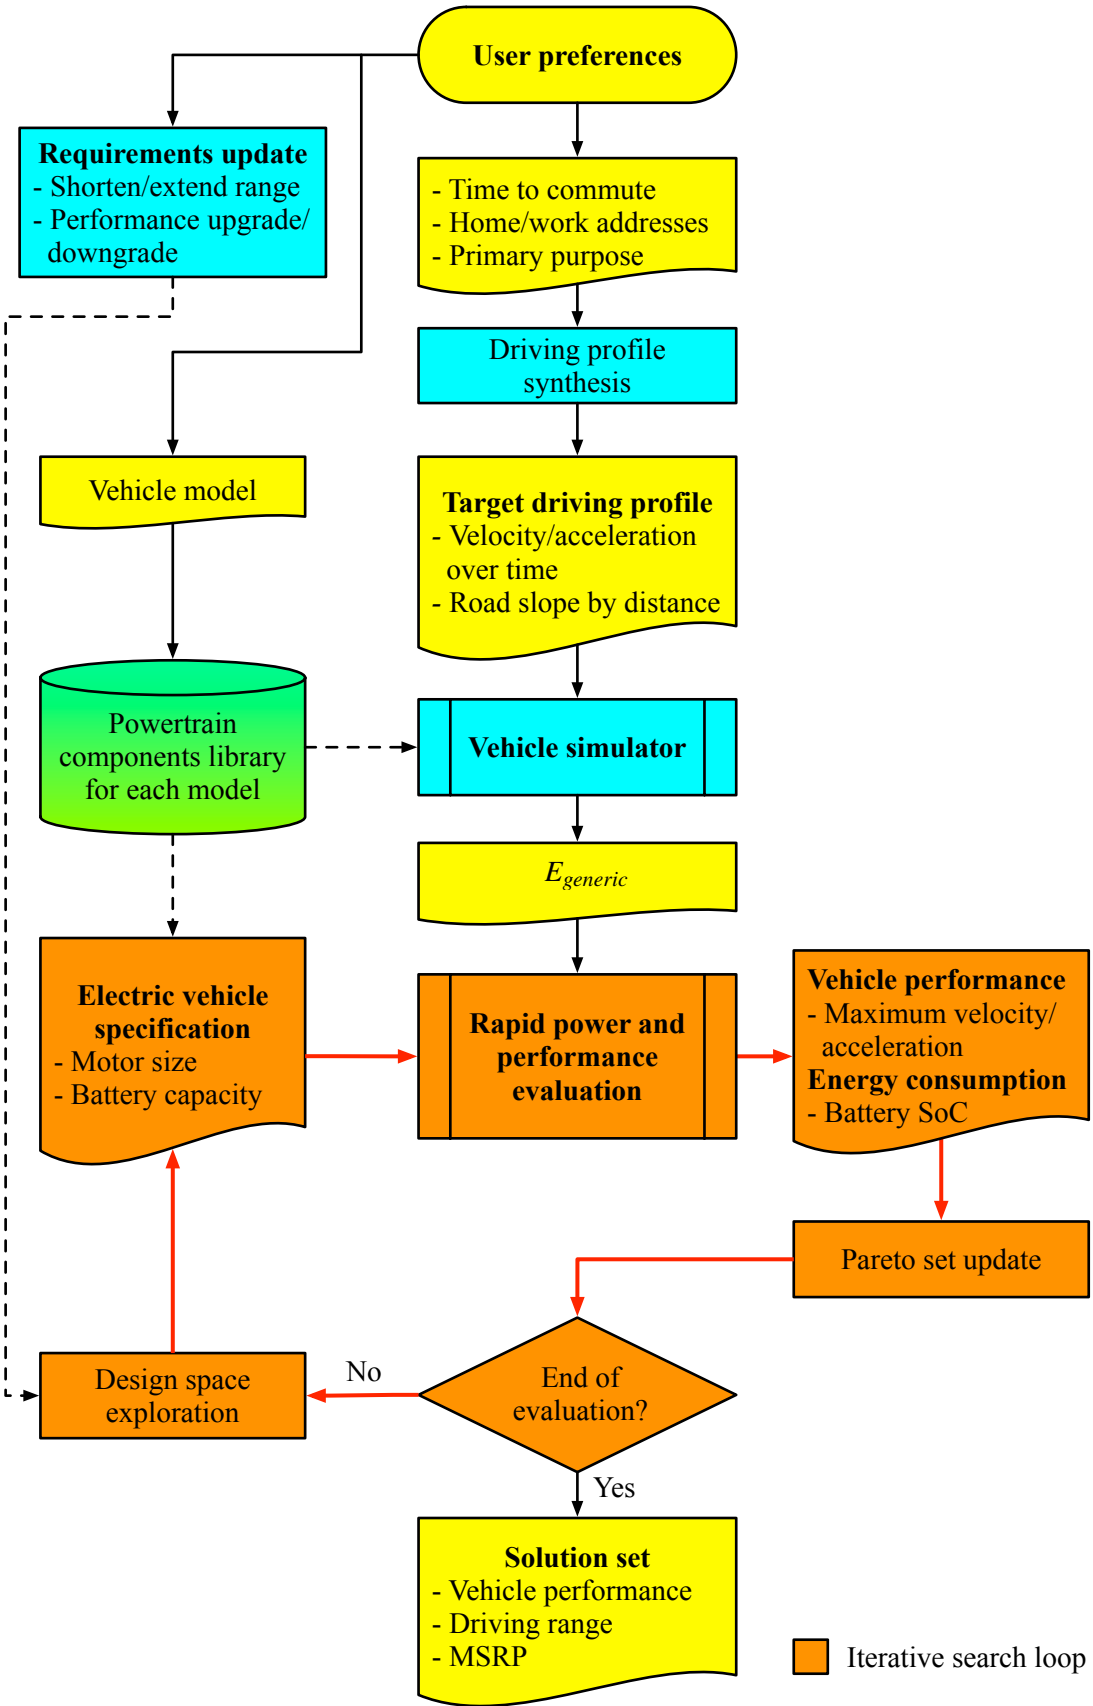 User preferences
Requirements update
- Shorten/extend range
- Performance upgrade/
downgrade
- Time to commute
- Home/work addresses
- Primary purpose
Driving profile
synthesis
Vehicle model
Target driving profile
- Velocity/acceleration
over time
- Road slope by distance
Powertrain
components library
for each model
Vehicle simulator
E_generic
Electric vehicle
specification
- Motor size
- Battery capacity
Rapid power and
performance
evaluation
Vehicle performance
- Maximum velocity/
acceleration
Energy consumption
- Battery SoC
Pareto set update
Design space
exploration
No
End of
evaluation?
Yes
Solution set
- Vehicle performance
- Driving range
- MSRP
Iterative search loop